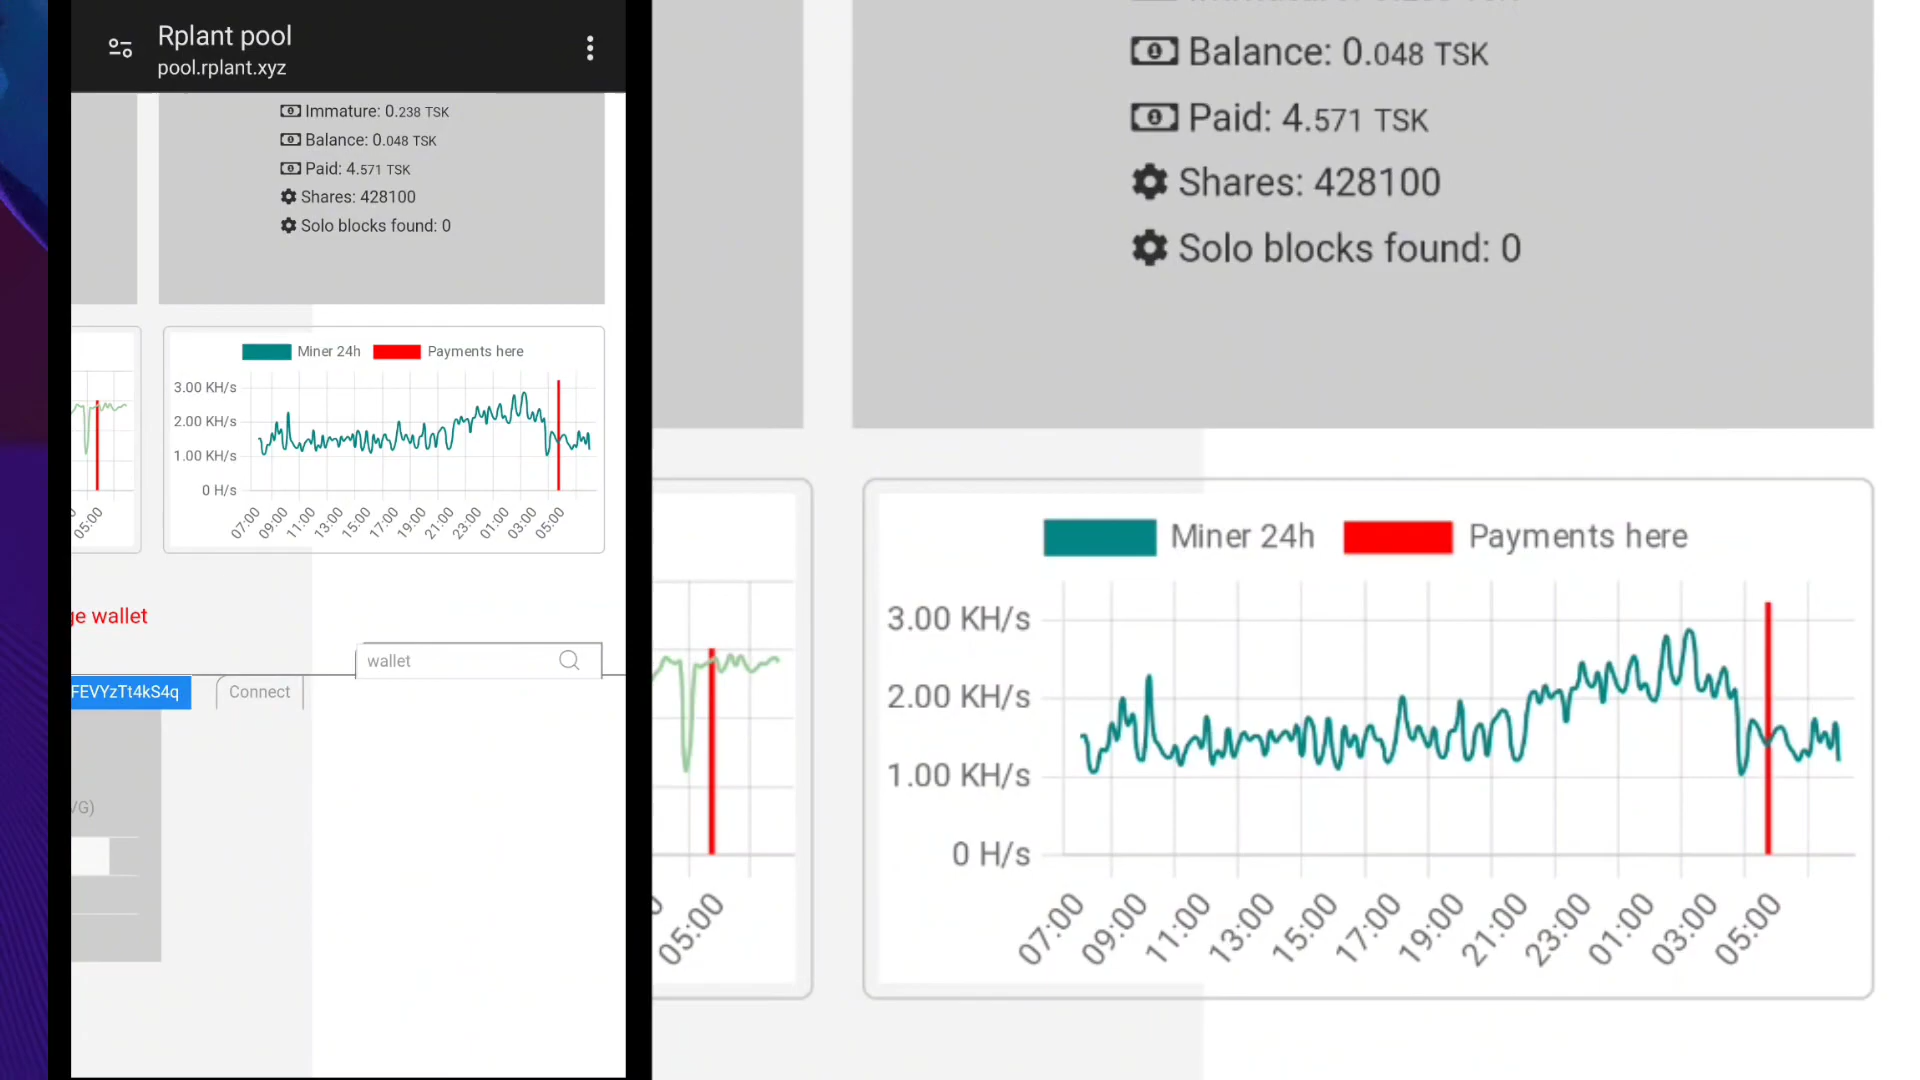 Rplant pool
pool.rplant.xyz
Immature: 0.238 TSK
Balance: 0.048 TSK
Paid: 4.571 TSK
Shares: 428100
Solo blocks found: 0
Miner 24h Payments here
3.00 KH/s
2.00 KH/s
1.00 KH/s
0 H/s
05:00
07:00 09:00 11:00 13:00 15:00 17:00 19:00 21:00 23:00 01:00 03:00 05:00
ge wallet
wallet
FEVYzTt4kS4q Connect
/G)
Balance: 0.048 TSK
Paid: 4.571 TSK
Shares: 428100
Solo blocks found: 0
Miner 24h Payments here
3.00 KH/s
2.00 KH/s
1.00 KH/s
0 H/s
05:00
07:00 09:00 11:00 13:00 15:00 17:00 19:00 21:00 23:00 01:00 03:00 05:00